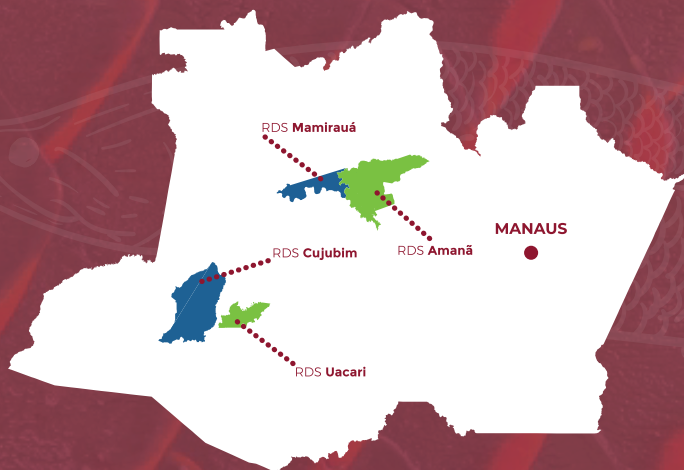 RDS Mamirauá
MANAUS
RDS Amanã
RDS Cujubim
RDS Uacari